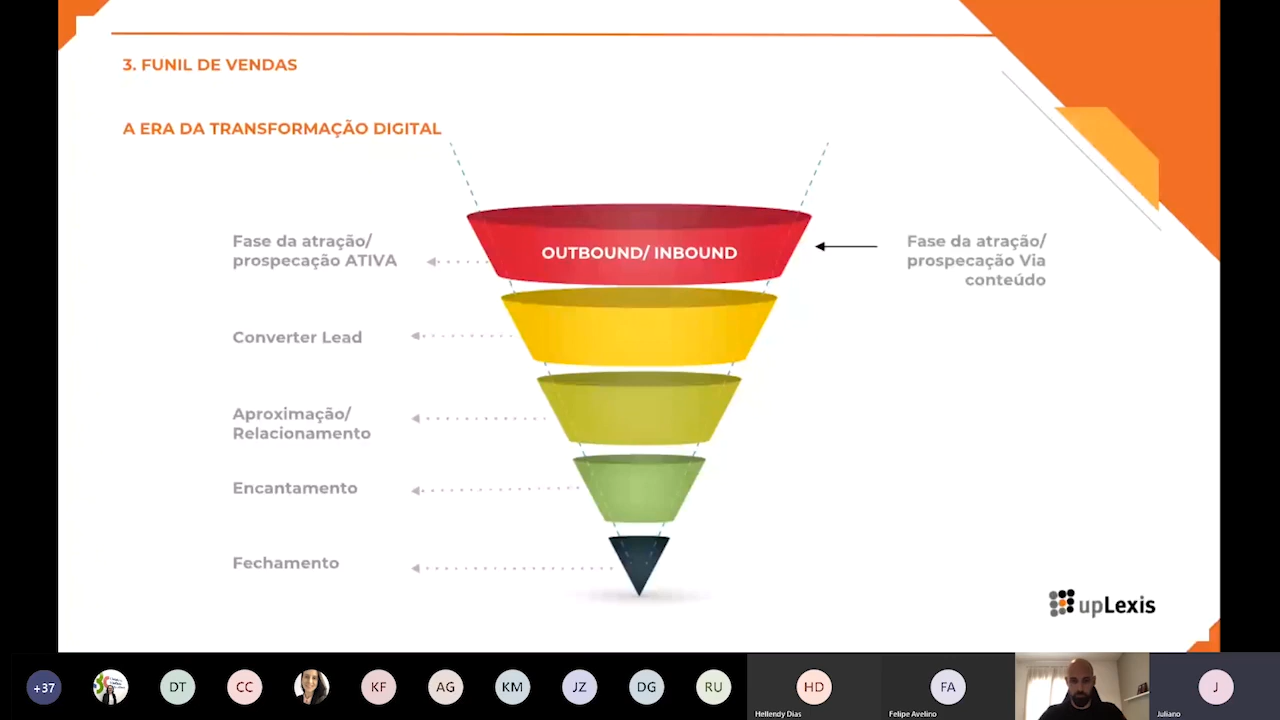 3. FUNIL DE VENDAS
A ERA DA TRANSFORMAÇÃO DIGITAL
Fase da atração/
prospecação ATIVA
OUTBOUND/ INBOUND
Fase da atração/
prospecação Via
conteúdo
Converter Lead
Aproximação/
Relacionamento
Encantamento
Fechamento
upLexis
+37
DT
CC
KF
AG
KM
JZ
DG
RU
HD
Hellendy Dias
FA
Felipe Avelino
J
Juliano